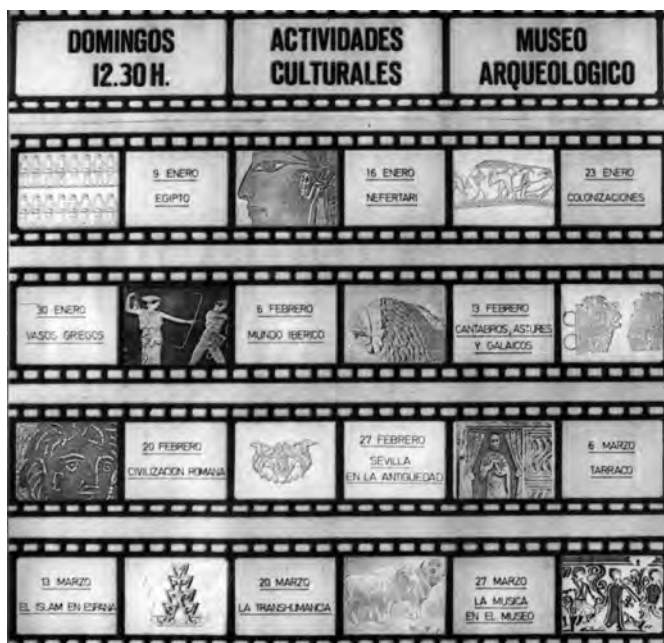 DOMINGOS
12.30 H.
ACTIVIDADES
CULTURALES
MUSEO
ARQUEOLOGICO
9 ENERO
EGIPTO
16 ENERO
NEFERTARI
23 ENERO
COLONIZACIONES
30 ENERO
VASOS GRIEGOS
6 FEBRERO
MUNDO IBERICO
13 FEBRERO
CANTABROS, ASTURES
Y GALAICOS
20 FEBRERO
CIVILIZACION ROMANA
27 FEBRERO
SEVILLA
EN LA ANTIGUEDAD
6 MARZO
TARRACO
13 MARZO
EL ISLAM EN ESPAÑA
20 MARZO
LA TRANSHUMANCIA
27 MARZO
LA MUSICA
EN EL MUSEO